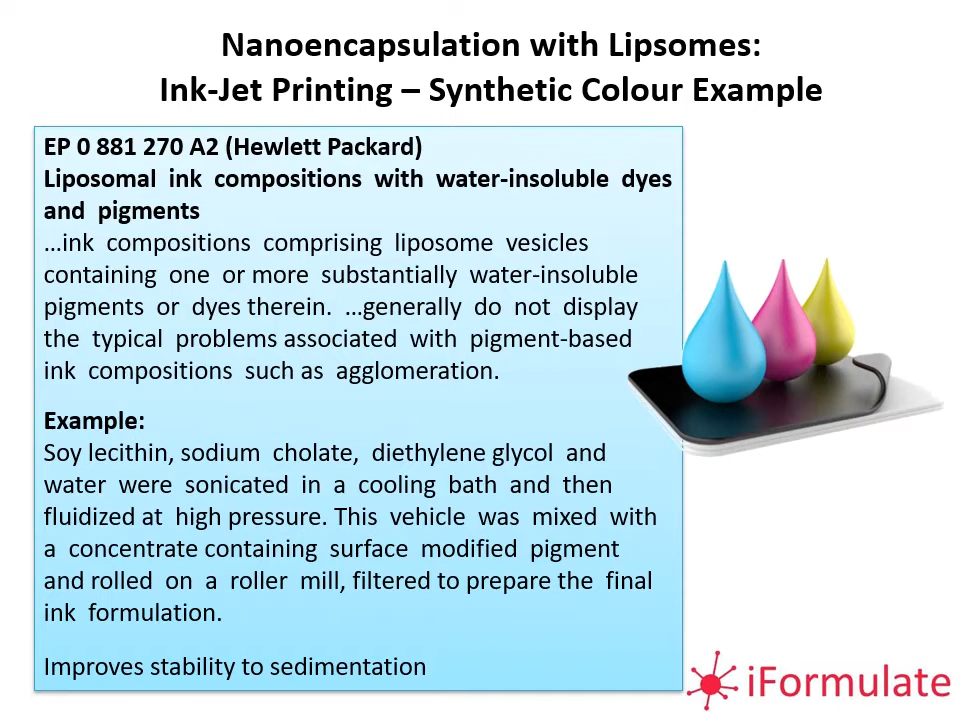 Nanoencapsulation with Lipsomes:
Ink-Jet Printing – Synthetic Colour Example
EP 0 881 270 A2 (Hewlett Packard)
Liposomal ink compositions with water-insoluble dyes
and pigments
…ink compositions comprising liposome vesicles
containing one or more substantially water-insoluble
pigments or dyes therein. …generally do not display
the typical problems associated with pigment-based
ink compositions such as agglomeration.
Example:
Soy lecithin, sodium cholate, diethylene glycol and
water were sonicated in a cooling bath and then
fluidized at high pressure. This vehicle was mixed with
a concentrate containing surface modified pigment
and rolled on a roller mill, filtered to prepare the final
ink formulation.
Improves stability to sedimentation
iFormulate